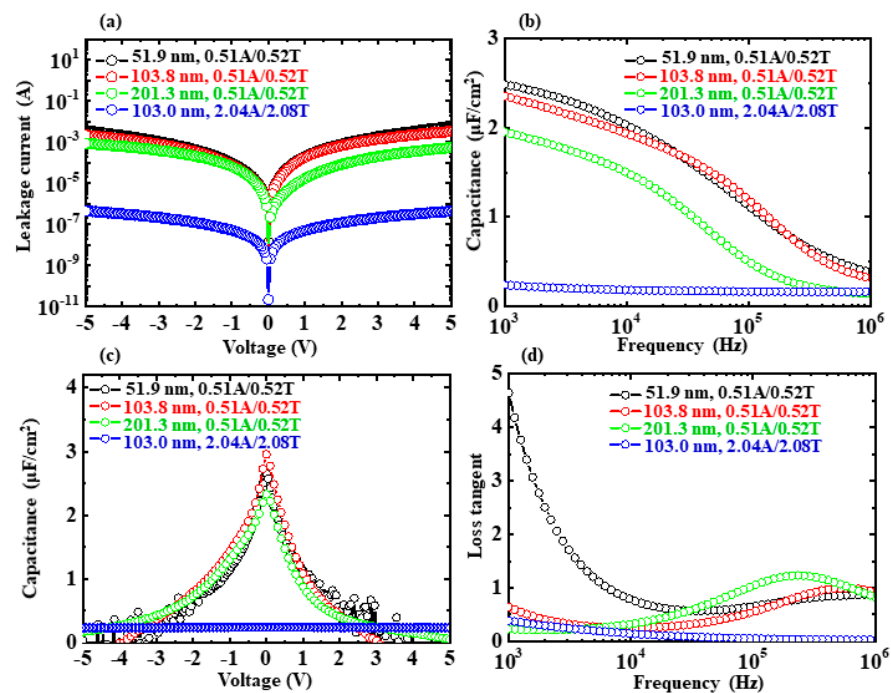 (a)
Leakage current (A)
10^1
10^-1
10^-3
10^-5
10^-7
10^-9
10^-11
51.9 nm, 0.51A/0.52T
103.8 nm, 0.51A/0.52T
201.3 nm, 0.51A/0.52T
103.0 nm, 2.04A/2.08T
-5 -4 -3 -2 -1 0 1 2 3 4 5
Voltage (V)
(b)
Capacitance (μF/cm²)
3
2
1
0
51.9 nm, 0.51A/0.52T
103.8 nm, 0.51A/0.52T
201.3 nm, 0.51A/0.52T
103.0 nm, 2.04A/2.08T
10^3 10^4 10^5 10^6
Frequency (Hz)
(c)
Capacitance (μF/cm²)
4
3
2
1
0
51.9 nm, 0.51A/0.52T
103.8 nm, 0.51A/0.52T
201.3 nm, 0.51A/0.52T
103.0 nm, 2.04A/2.08T
-5 -4 -3 -2 -1 0 1 2 3 4 5
Voltage (V)
(d)
Loss tangent
5
4
3
2
1
0
51.9 nm, 0.51A/0.52T
103.8 nm, 0.51A/0.52T
201.3 nm, 0.51A/0.52T
103.0 nm, 2.04A/2.08T
10^3 10^4 10^5 10^6
Frequency (Hz)